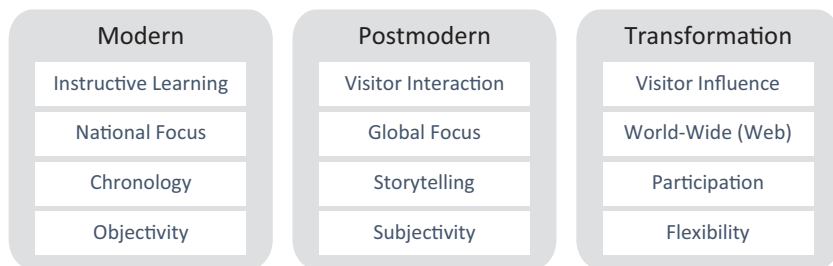 Modern
Instructive Learning
National Focus
Chronology
Objectivity
Postmodern
Visitor Interaction
Global Focus
Storytelling
Subjectivity
Transformation
Visitor Influence
World-Wide (Web)
Participation
Flexibility